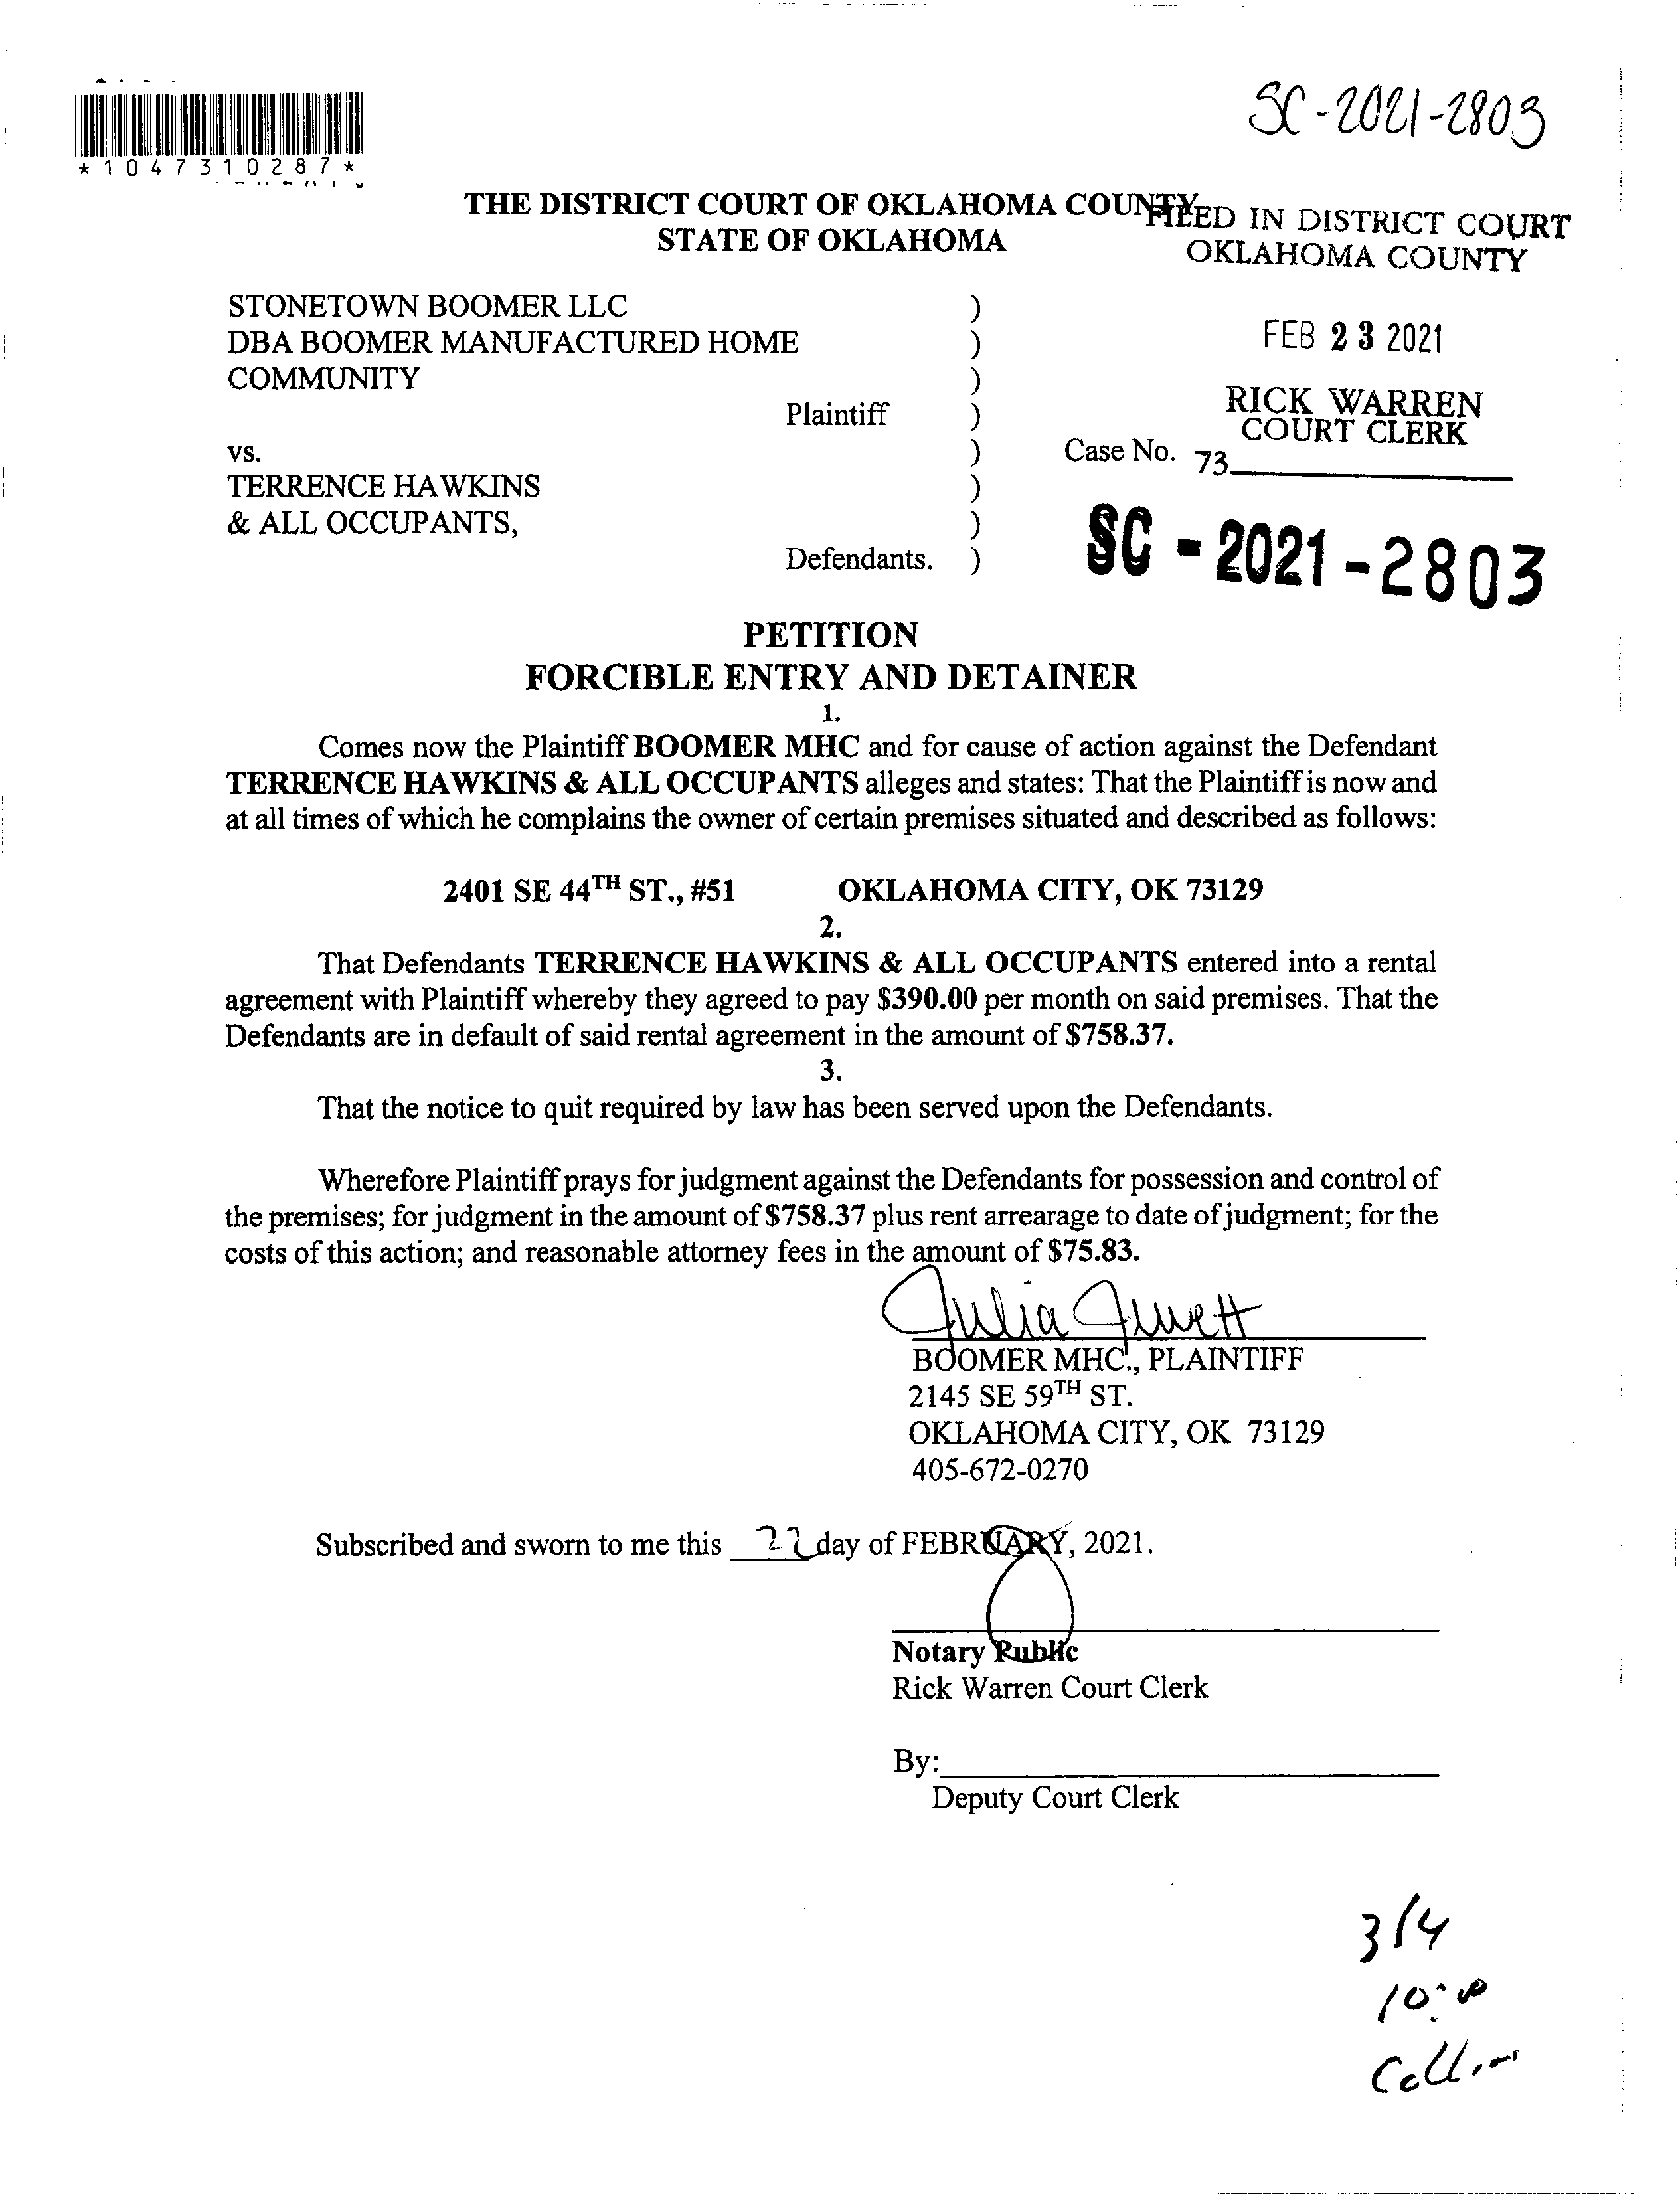 SC-2021-2803
*1047310287*
THE DISTRICT COURT OF OKLAHOMA COUNTY
STATE OF OKLAHOMA
FILED IN DISTRICT COURT
OKLAHOMA COUNTY
FEB 23 2021
RICK WARREN
COURT CLERK
73
STONETOWN BOOMER LLC )
DBA BOOMER MANUFACTURED HOME )
COMMUNITY )
Plaintiff )
vs. ) Case No.
TERRENCE HAWKINS )
& ALL OCCUPANTS, )
Defendants. )
SC - 2021 - 2803
PETITION
FORCIBLE ENTRY AND DETAINER
1.
Comes now the Plaintiff BOOMER MHC and for cause of action against the Defendant
TERRENCE HAWKINS & ALL OCCUPANTS alleges and states: That the Plaintiff is now and
at all times of which he complains the owner of certain premises situated and described as follows:
2401 SE 44TH ST., #51 OKLAHOMA CITY, OK 73129
2.
That Defendants TERRENCE HAWKINS & ALL OCCUPANTS entered into a rental
agreement with Plaintiff whereby they agreed to pay $390.00 per month on said premises. That the
Defendants are in default of said rental agreement in the amount of $758.37.
3.
That the notice to quit required by law has been served upon the Defendants.
Wherefore Plaintiff prays for judgment against the Defendants for possession and control of
the premises; for judgment in the amount of $758.37 plus rent arrearage to date of judgment; for the
costs of this action; and reasonable attorney fees in the amount of $75.83.
Julia Jewett
BOOMER MHC., PLAINTIFF
2145 SE 59TH ST.
OKLAHOMA CITY, OK 73129
405-672-0270
Subscribed and sworn to me this 22 day of FEBRUARY, 2021.
Notary Public
Rick Warren Court Clerk
By:
Deputy Court Clerk
3/4